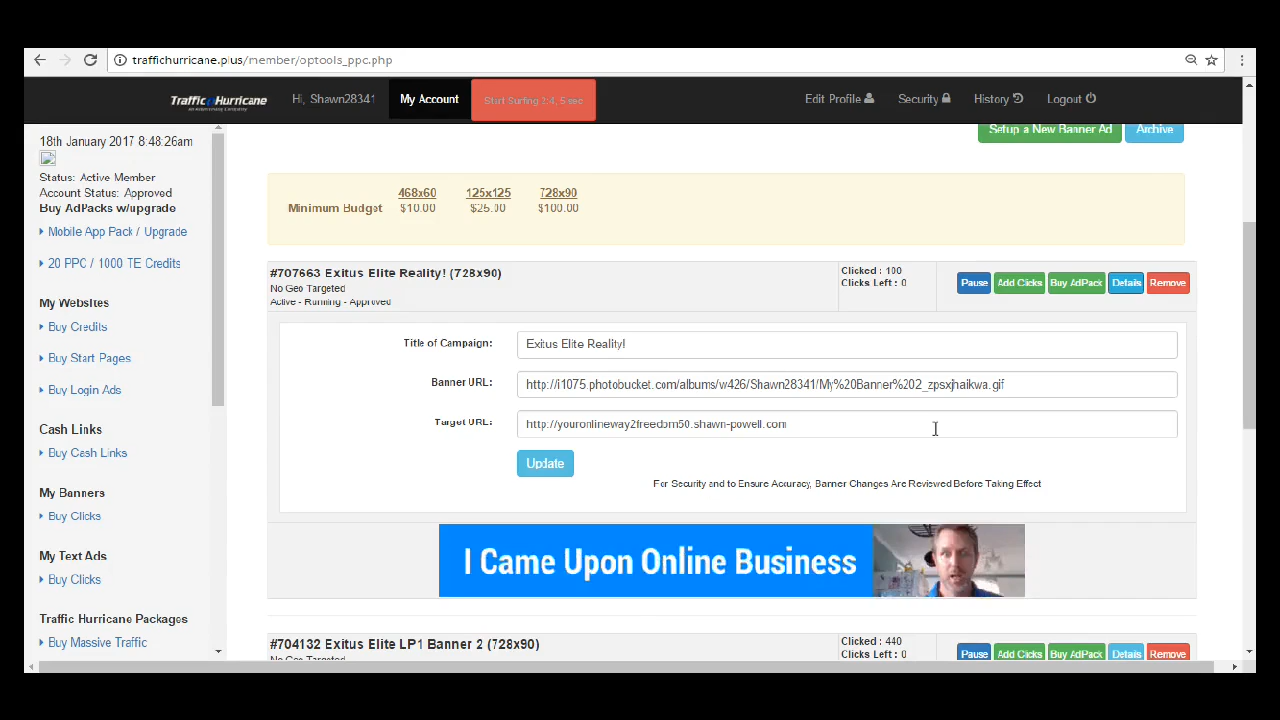 traffichurricane.plus/member/optools_ppc.php
Traffic Hurricane
Hi, Shawn28341
My Account
Start Surfing 2:4, 5 sec
Edit Profile
Security
History
Logout
18th January 2017 8:48:26am
Status: Active Member
Account Status: Approved
Buy AdPacks w/upgrade
Mobile App Pack / Upgrade
20 PPC / 1000 TE Credits
My Websites
Buy Credits
Buy Start Pages
Buy Login Ads
Cash Links
Buy Cash Links
My Banners
Buy Clicks
My Text Ads
Buy Clicks
Traffic Hurricane Packages
Buy Massive Traffic
Setup a New Banner Ad
Archive
468x60 125x125 728x90
Minimum Budget $10.00 $25.00 $100.00
#707663 Exitus Elite Reality! (728x90)
No Geo Targeted
Active - Running - Approved
Clicked : 100
Clicks Left : 0
Pause Add Clicks Buy AdPack Details Remove
Title of Campaign: Exitus Elite Reality!
Banner URL: http://i1075.photobucket.com/albums/w426/Shawn28341/My%20Banner%202_zpsxjhaikwa.gif
Target URL: http://youronlineway2freedom50.shawn-powell.com
Update
For Security and to Ensure Accuracy, Banner Changes Are Reviewed Before Taking Effect
I Came Upon Online Business
#704132 Exitus Elite LP1 Banner 2 (728x90)
Clicked : 440
Clicks Left : 0
Pause Add Clicks Buy AdPack Details Remove